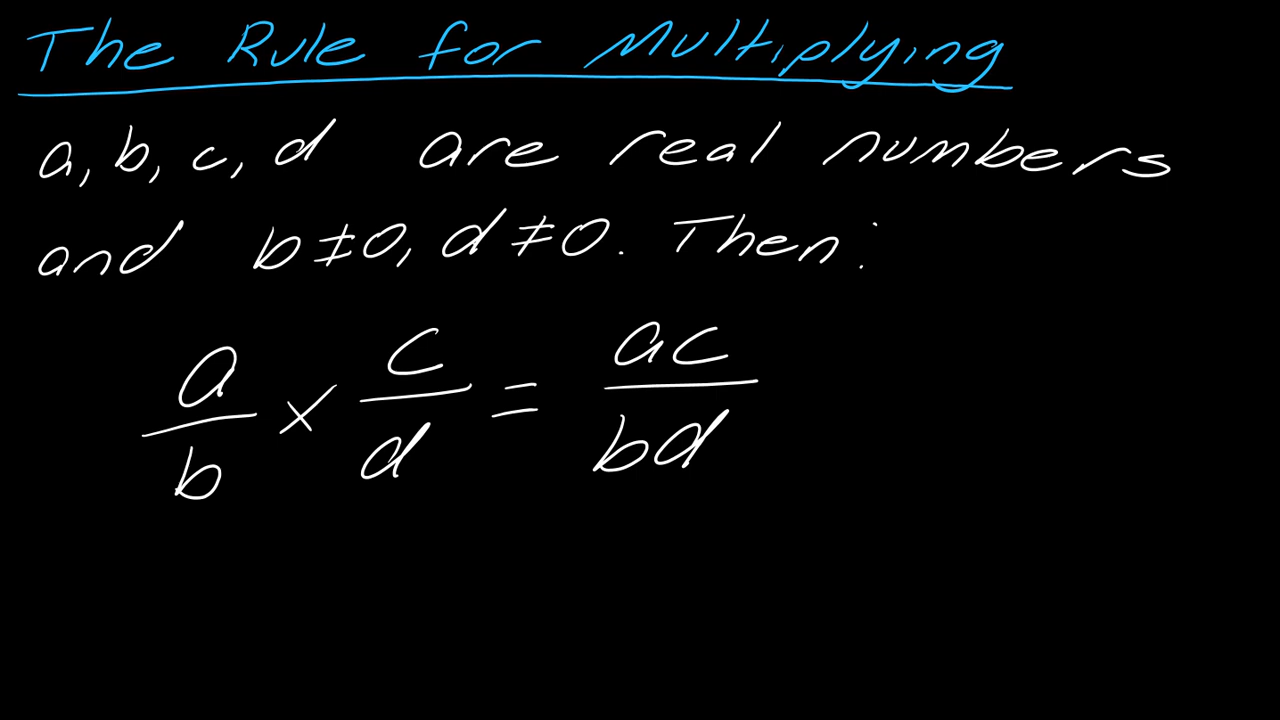 The Rule for Multiplying
a, b, c, d are real numbers
and b ≠ 0, d ≠ 0. Then:
a/b × c/d = ac/bd